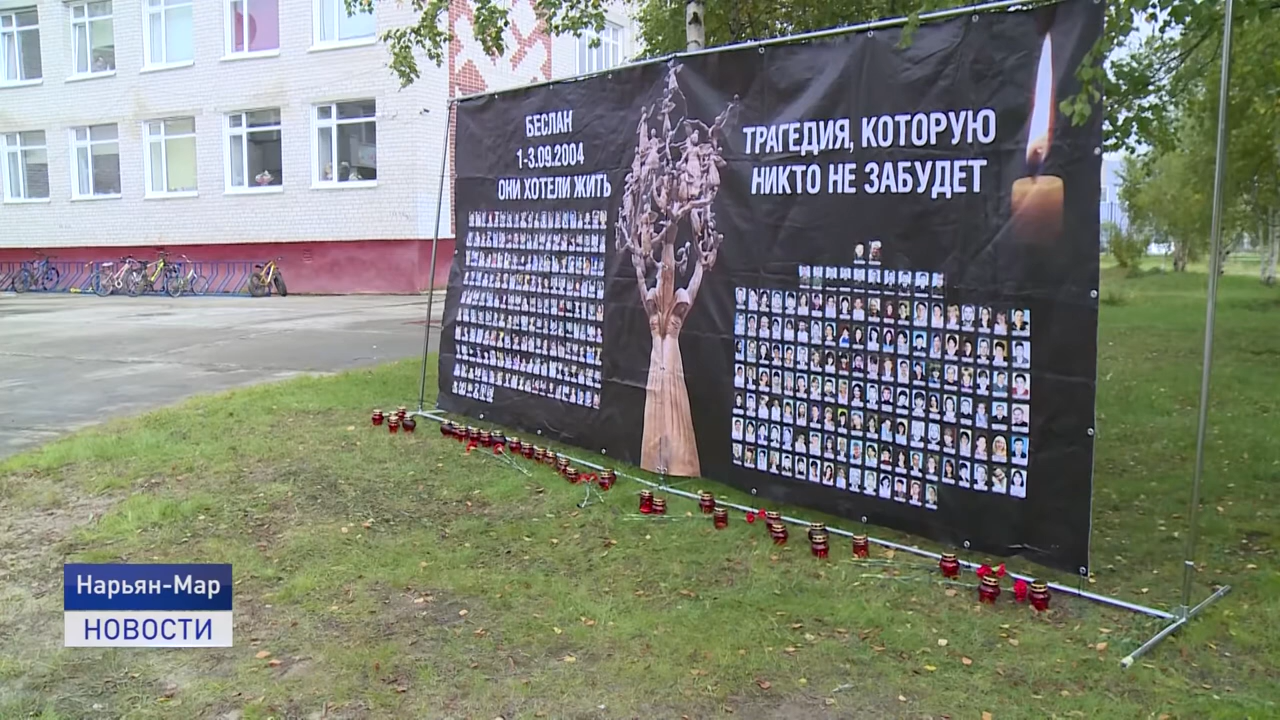 БЕСЛАН
1-3.09.2004
ОНИ ХОТЕЛИ ЖИТЬ
ТРАГЕДИЯ, КОТОРУЮ
НИКТО НЕ ЗАБУДЕТ
Нарьян-Мар
НОВОСТИ